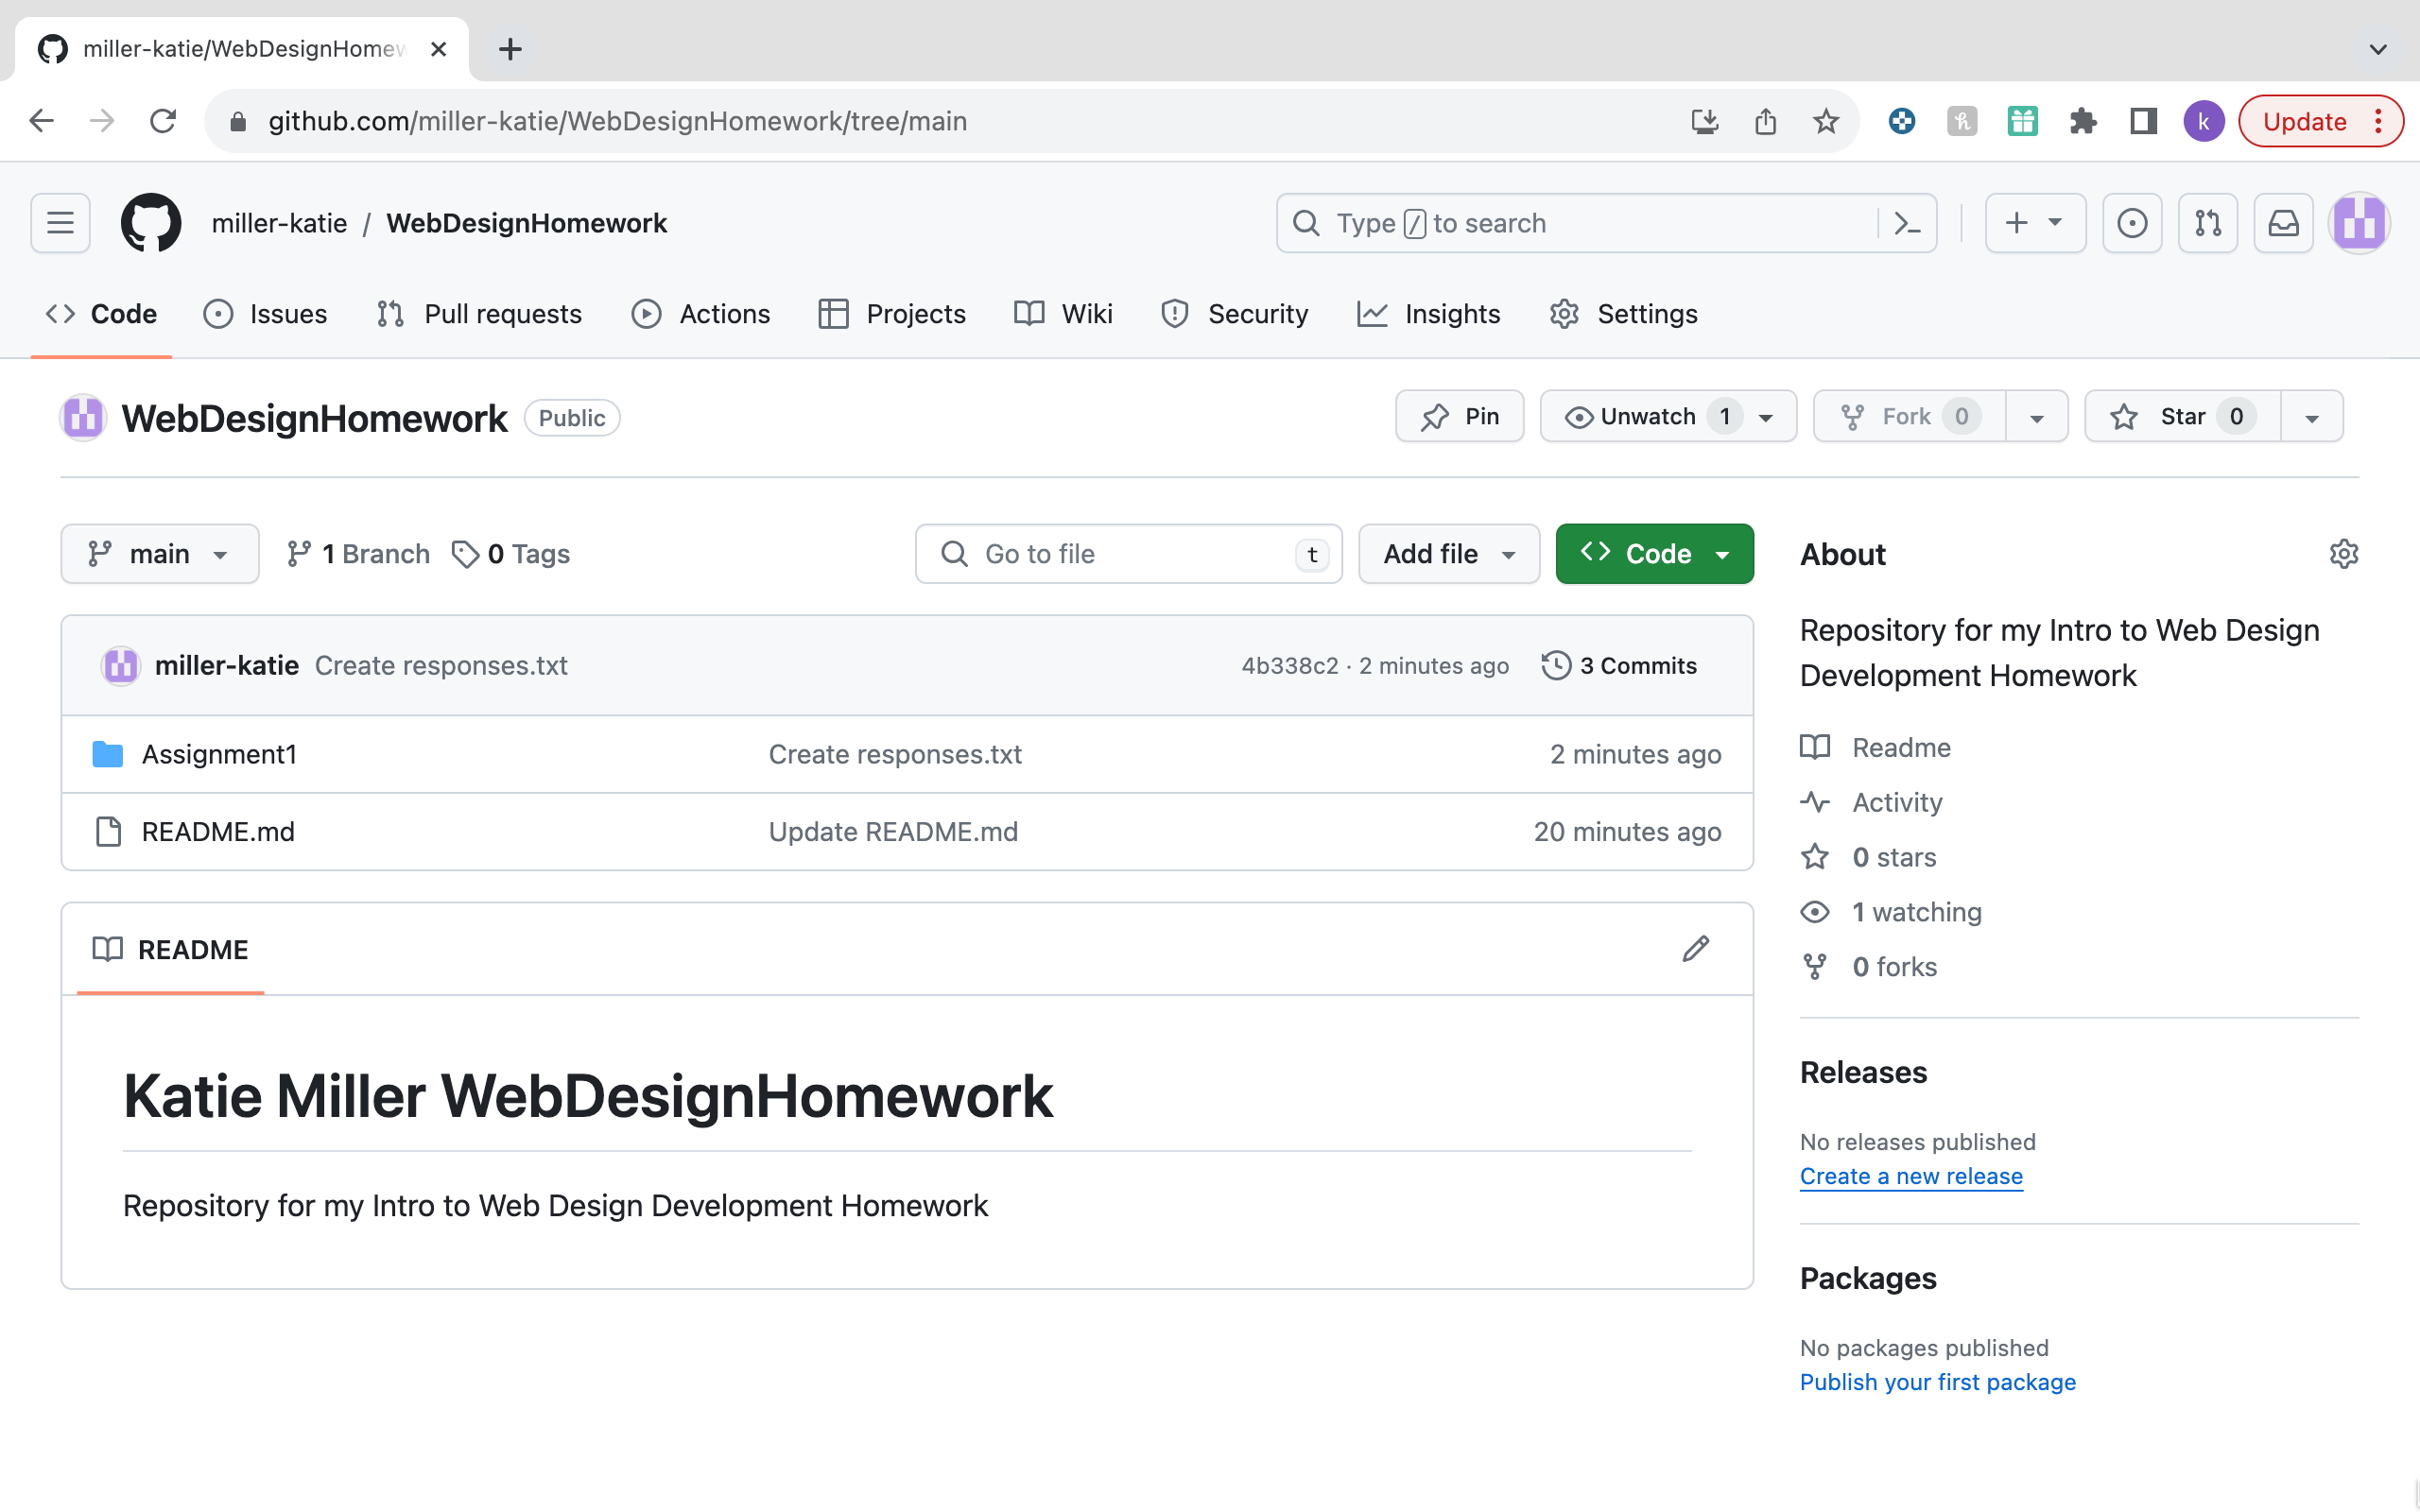 miller-katie/WebDesignHomew
github.com/miller-katie/WebDesignHomework/tree/main
k
Update
miller-katie / WebDesignHomework
Type / to search
Code
Issues
Pull requests
Actions
Projects
Wiki
Security
Insights
Settings
WebDesignHomework
Public
Pin
Unwatch 1
Fork 0
Star 0
main
1 Branch
0 Tags
Go to file
t
Add file
Code
miller-katie Create responses.txt
4b338c2 · 2 minutes ago
3 Commits
Assignment1
Create responses.txt
2 minutes ago
README.md
Update README.md
20 minutes ago
README
Katie Miller WebDesignHomework
Repository for my Intro to Web Design Development Homework
About
Repository for my Intro to Web Design
Development Homework
Readme
Activity
0 stars
1 watching
0 forks
Releases
No releases published
Create a new release
Packages
No packages published
Publish your first package